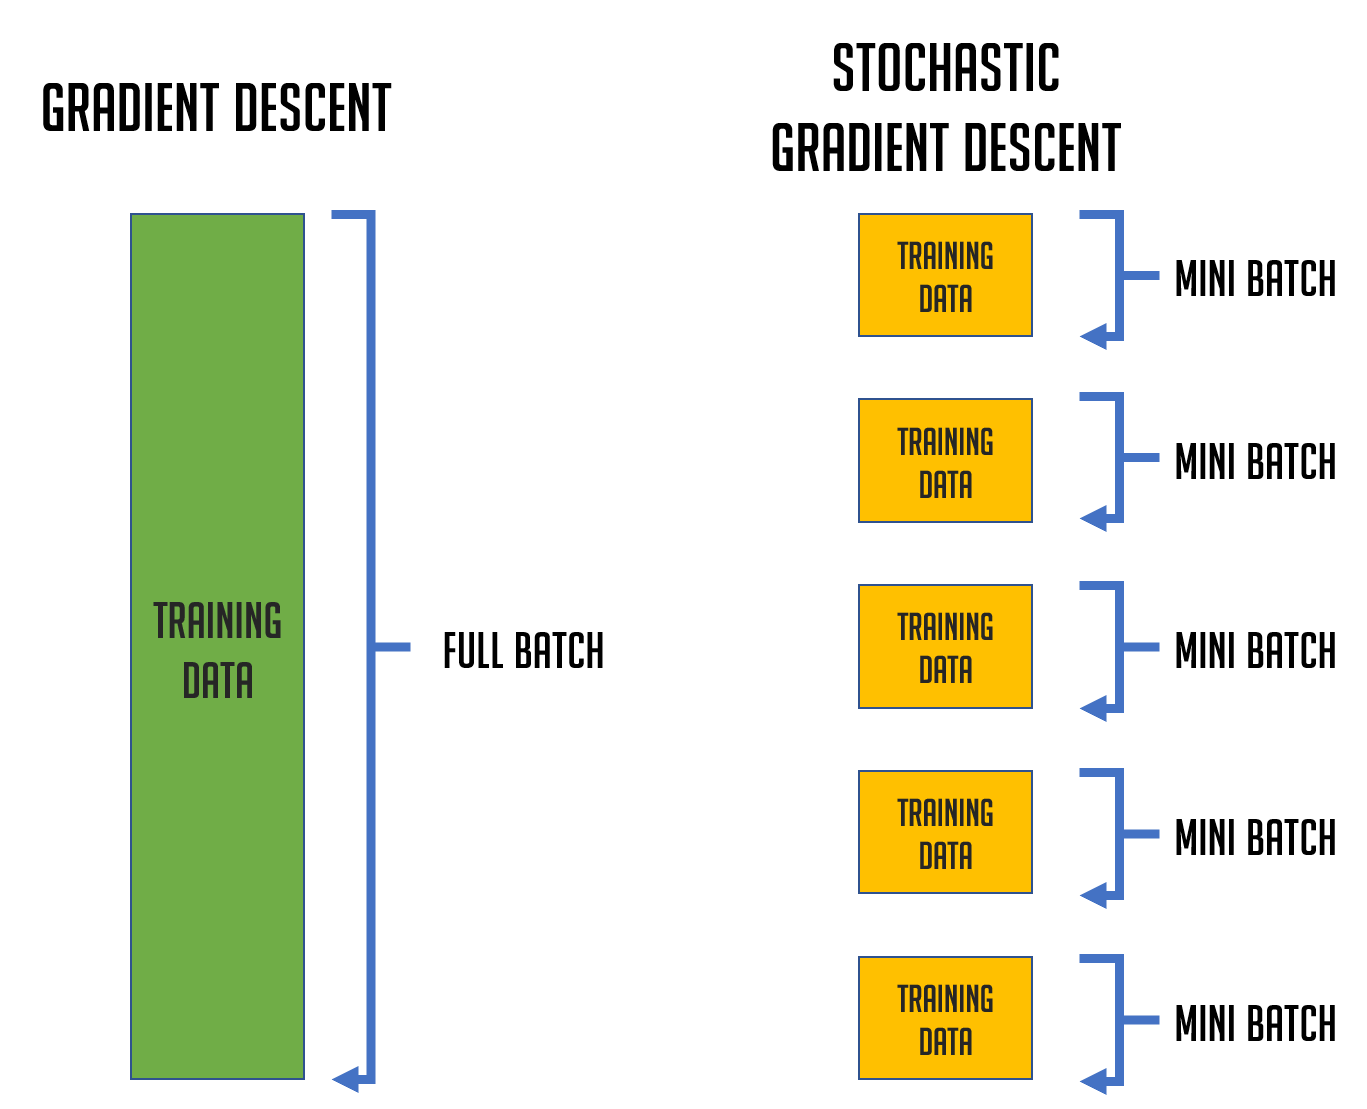 GRADIENT DESCENT
TRAINING
DATA
FULL BATCH
STOCHASTIC
GRADIENT DESCENT
TRAINING
DATA
MINI BATCH
TRAINING
DATA
MINI BATCH
TRAINING
DATA
MINI BATCH
TRAINING
DATA
MINI BATCH
TRAINING
DATA
MINI BATCH